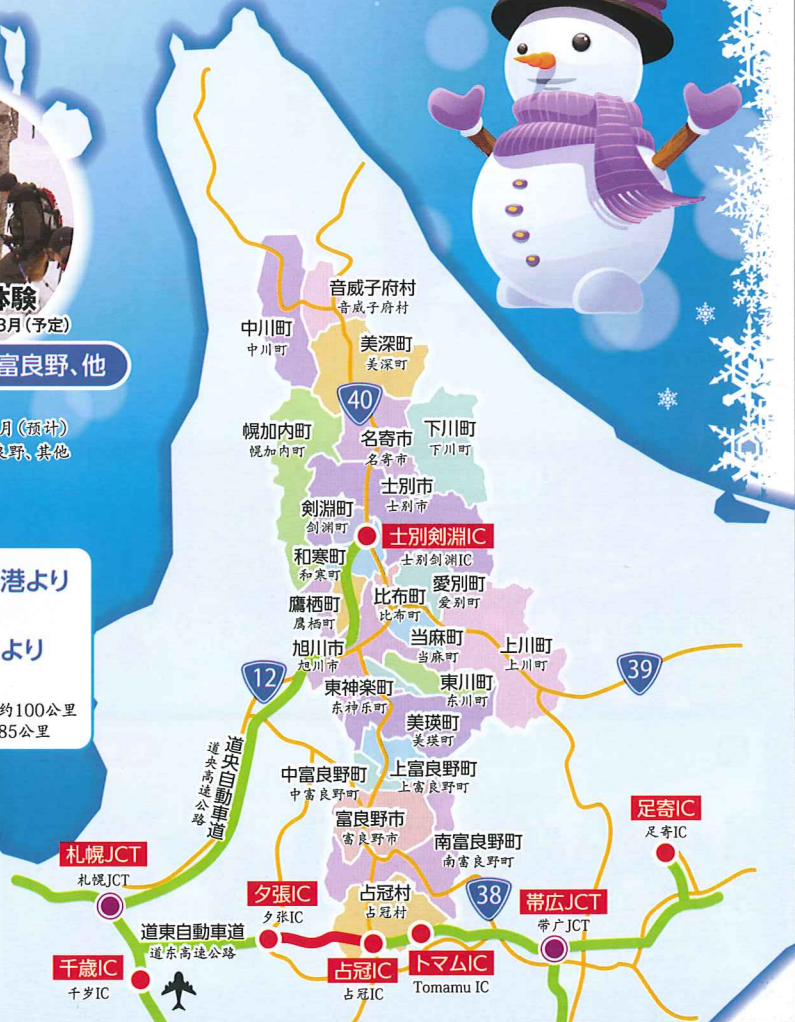 体験
3月(予定)
富良野、他
月(预计)
良野、其他
港より
より
约100公里
85公里
音威子府村
音威子府村
中川町
中川町
美深町
美深町
40
幌加内町
幌加内町
名寄市
名寄市
下川町
下川町
士別市
士别市
剣淵町
剑渊町
士別剣淵IC
士别剑渊IC
和寒町
和寒町
愛別町
爱别町
比布町
比布町
鷹栖町
鹰栖町
当麻町
当麻町
上川町
上川町
旭川市
旭川市
12
39
東神楽町
东神乐町
東川町
东川町
美瑛町
美瑛町
道央自動車道
道央高速公路
中富良野町
中富良野町
上富良野町
上富良野町
富良野市
富良野市
南富良野町
南富良野町
足寄IC
足寄IC
札幌JCT
札幌JCT
夕張IC
夕张IC
占冠村
占冠村
38
帯広JCT
带广JCT
道東自動車道
道东高速公路
千歳IC
千岁IC
占冠IC
占冠IC
トマムIC
Tomamu IC